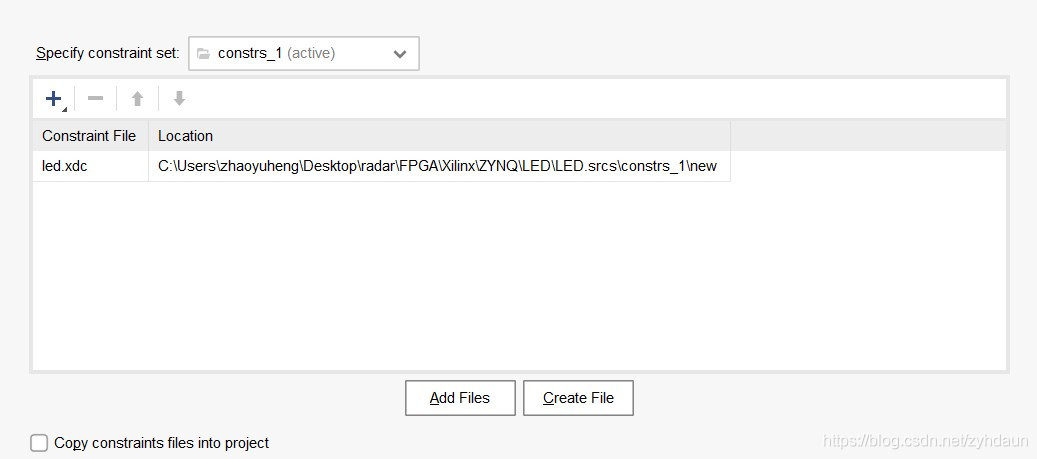 Specify constraint set: constrs_1 (active)
Constraint File Location
led.xdc C:\Users\zhaoyuheng\Desktop\radar\FPGA\Xilinx\ZYNQ\LED\LED.srcs\constrs_1\new
Add Files Create File
Copy constraints files into project
https://blog.csdn.net/zyhdaun